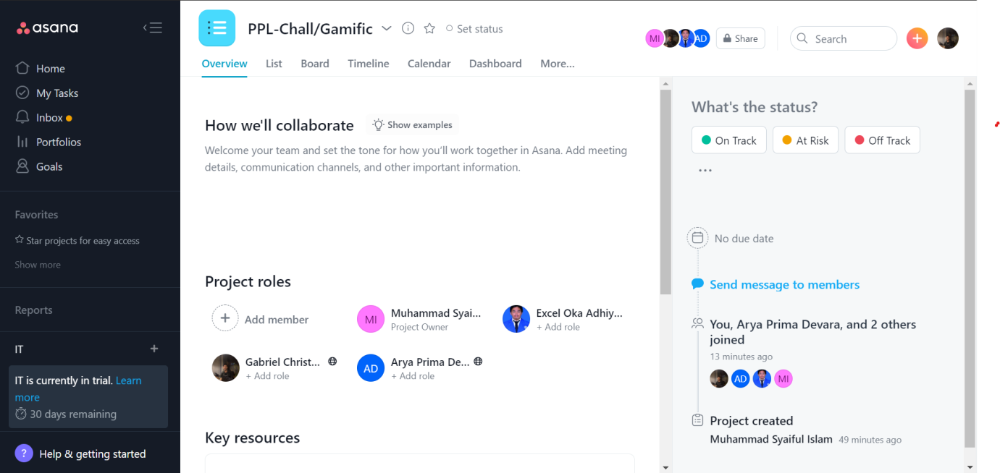 asana
Home
My Tasks
Inbox
Portfolios
Goals
Favorites
Star projects for easy access
Show more
Reports
IT
IT is currently in trial. Learn
more
30 days remaining
? Help & getting started
PPL-Chall/Gamific
Set status
MI
AD
Share
Search
Overview List Board Timeline Calendar Dashboard More...
How we'll collaborate
Show examples
Welcome your team and set the tone for how you'll work together in Asana. Add meeting
details, communication channels, and other important information.
Project roles
Add member
MI
Muhammad Syai...
Project Owner
Excel Oka Adhiy...
+ Add role
Gabriel Christ...
+ Add role
AD
Arya Prima De...
+ Add role
Key resources
What's the status?
On Track
At Risk
Off Track
...
No due date
Send message to members
You, Arya Prima Devara, and 2 others
joined
13 minutes ago
AD
MI
Project created
Muhammad Syaiful Islam 49 minutes ago